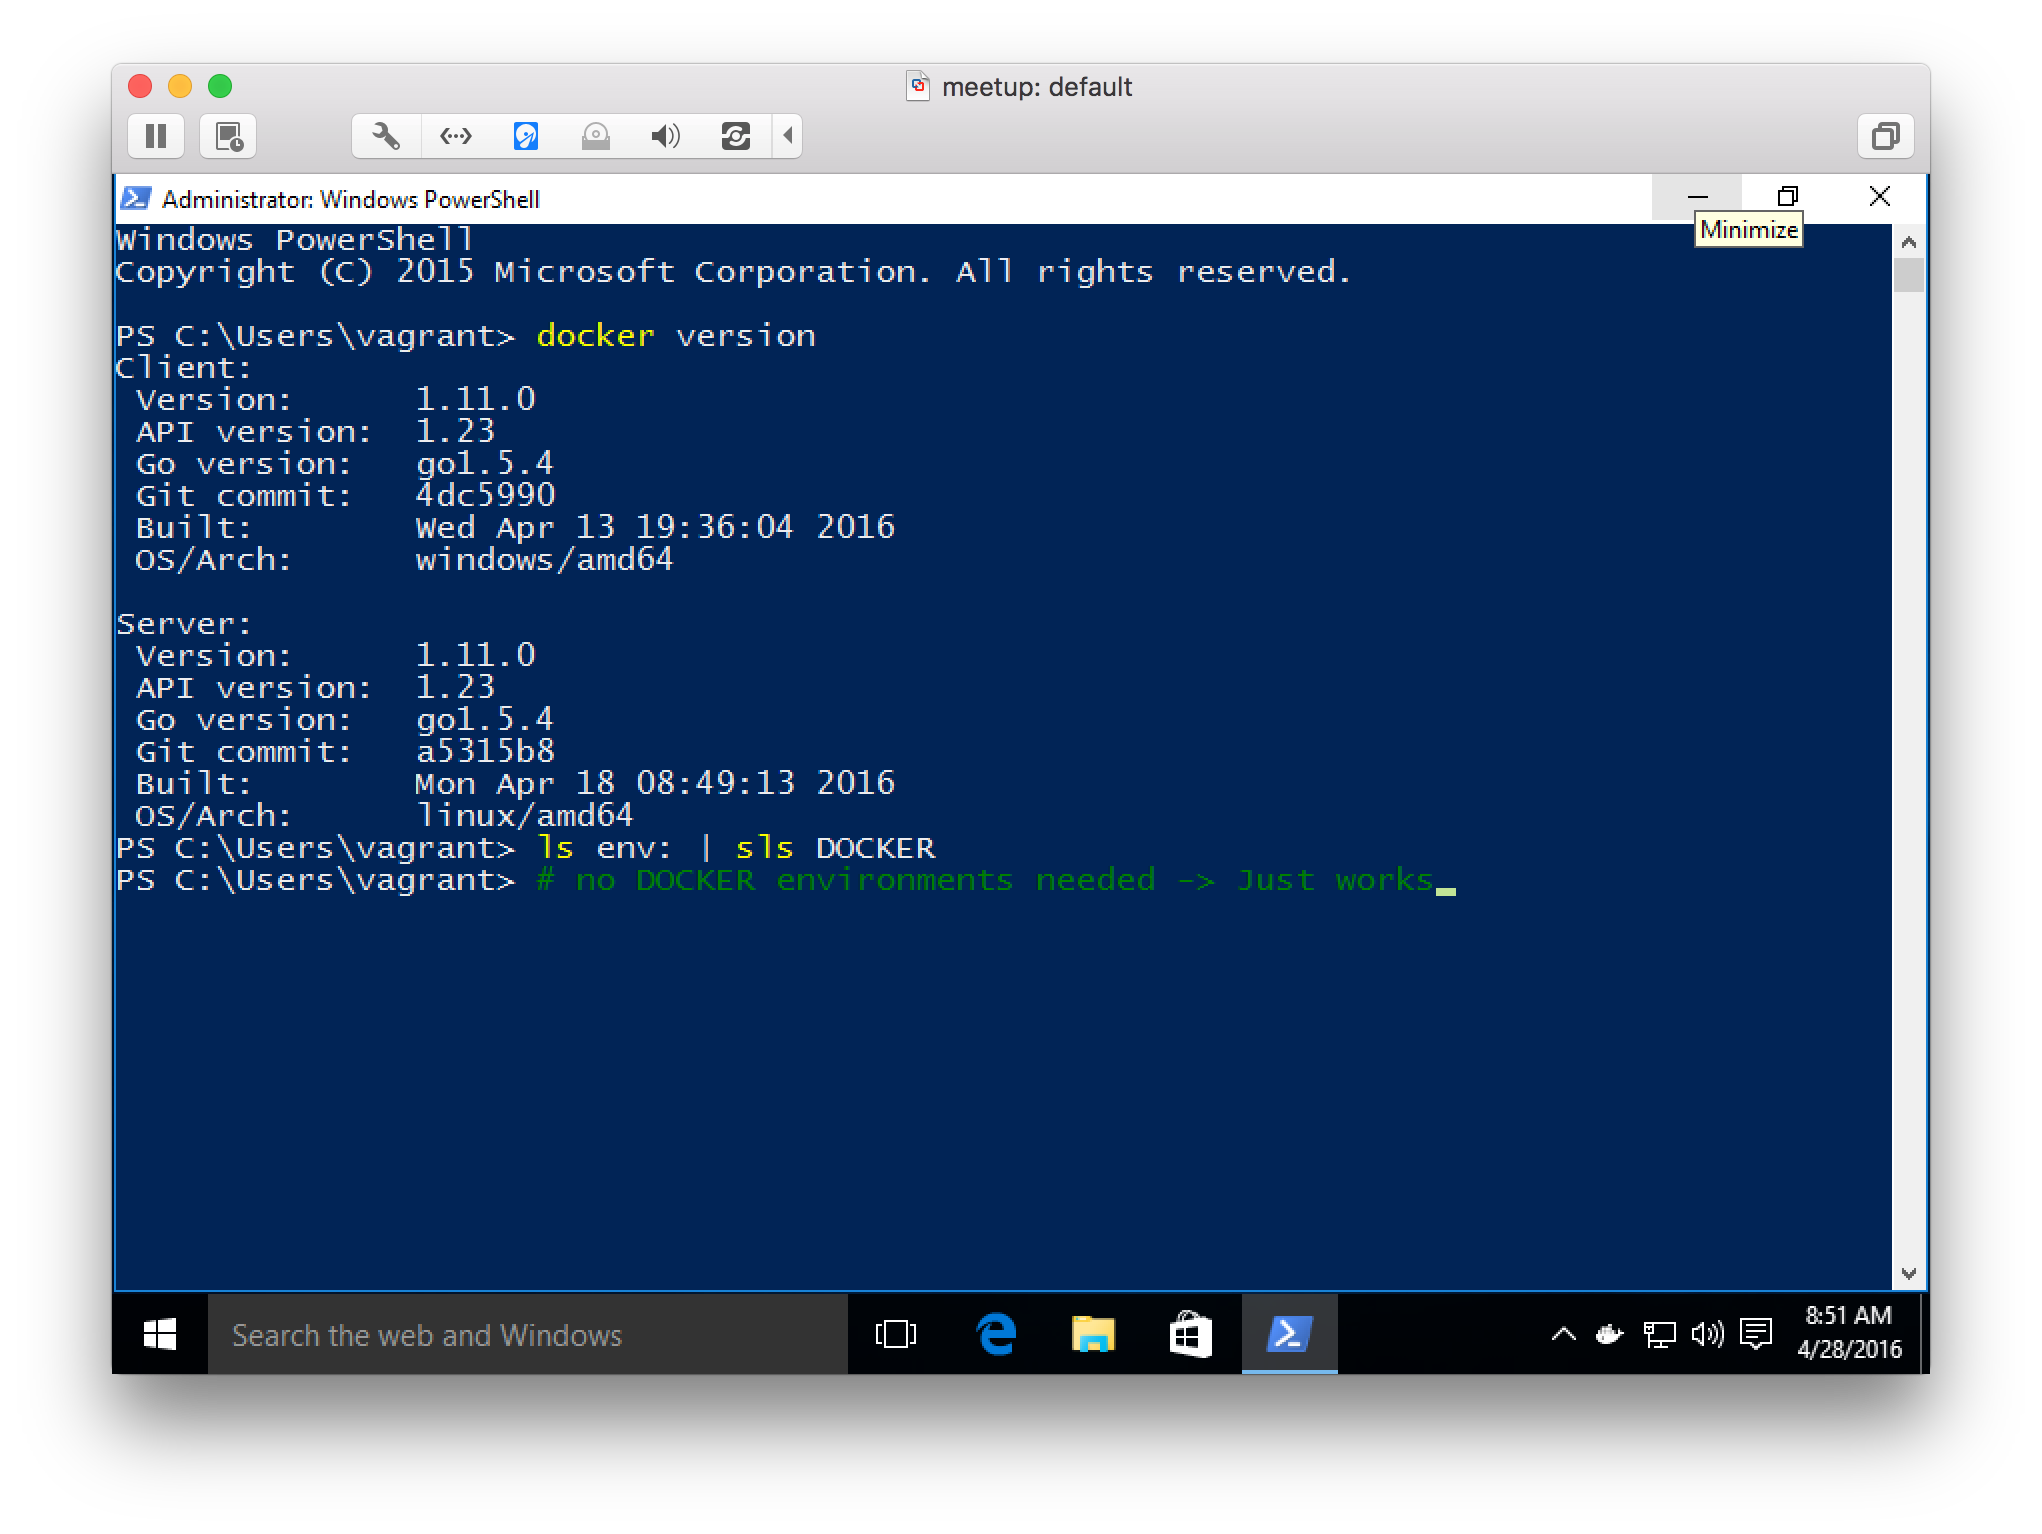 meetup: default
Administrator: Windows PowerShell
Minimize
Windows PowerShell
Copyright (C) 2015 Microsoft Corporation. All rights reserved.
PS C:\Users\vagrant> docker version
Client:
Version: 1.11.0
API version: 1.23
Go version: go1.5.4
Git commit: 4dc5990
Built: Wed Apr 13 19:36:04 2016
OS/Arch: windows/amd64
Server:
Version: 1.11.0
API version: 1.23
Go version: go1.5.4
Git commit: a5315b8
Built: Mon Apr 18 08:49:13 2016
OS/Arch: linux/amd64
PS C:\Users\vagrant> ls env: | sls DOCKER
PS C:\Users\vagrant> # no DOCKER environments needed -> Just works
Search the web and Windows
8:51 AM
4/28/2016